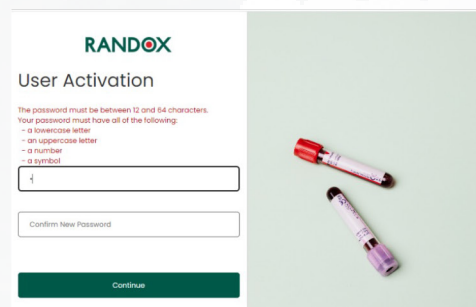 RANDOX
User Activation
The password must be between 12 and 64 characters.
Your password must have all of the following:
- a lowercase letter
- an uppercase letter
- a number
- a symbol
Confirm New Password
Continue